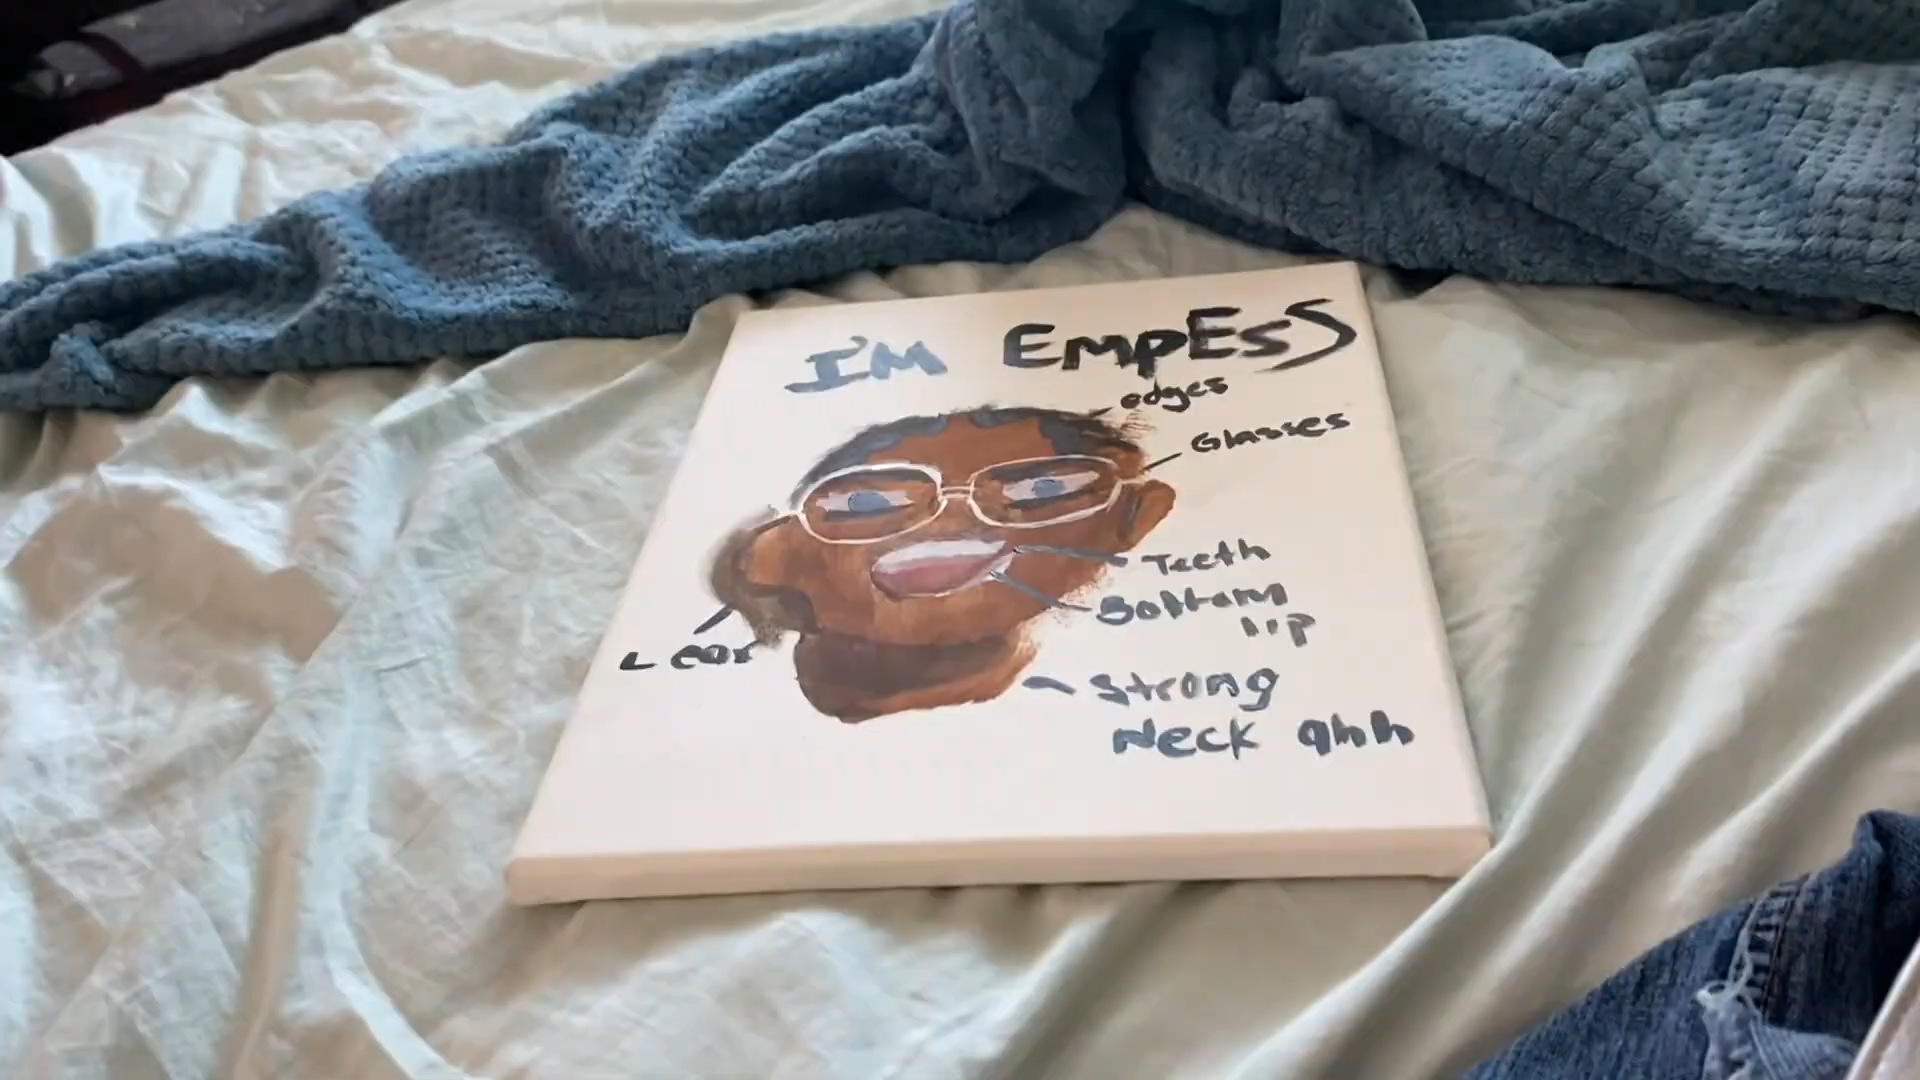 I'M EmpEsS
edges
Glasses
Teeth
Bottom
lip
L ear
Strong
Neck ahh